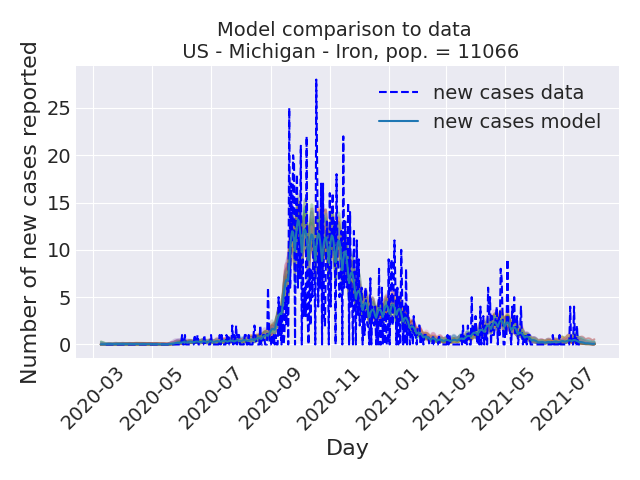 Model comparison to data
US - Michigan - Iron, pop. = 11066
Number of new cases reported
25
20
15
10
5
0
new cases data
new cases model
2020-03
2020-05
2020-07
2020-09
2020-11
2021-01
2021-03
2021-05
2021-07
Day